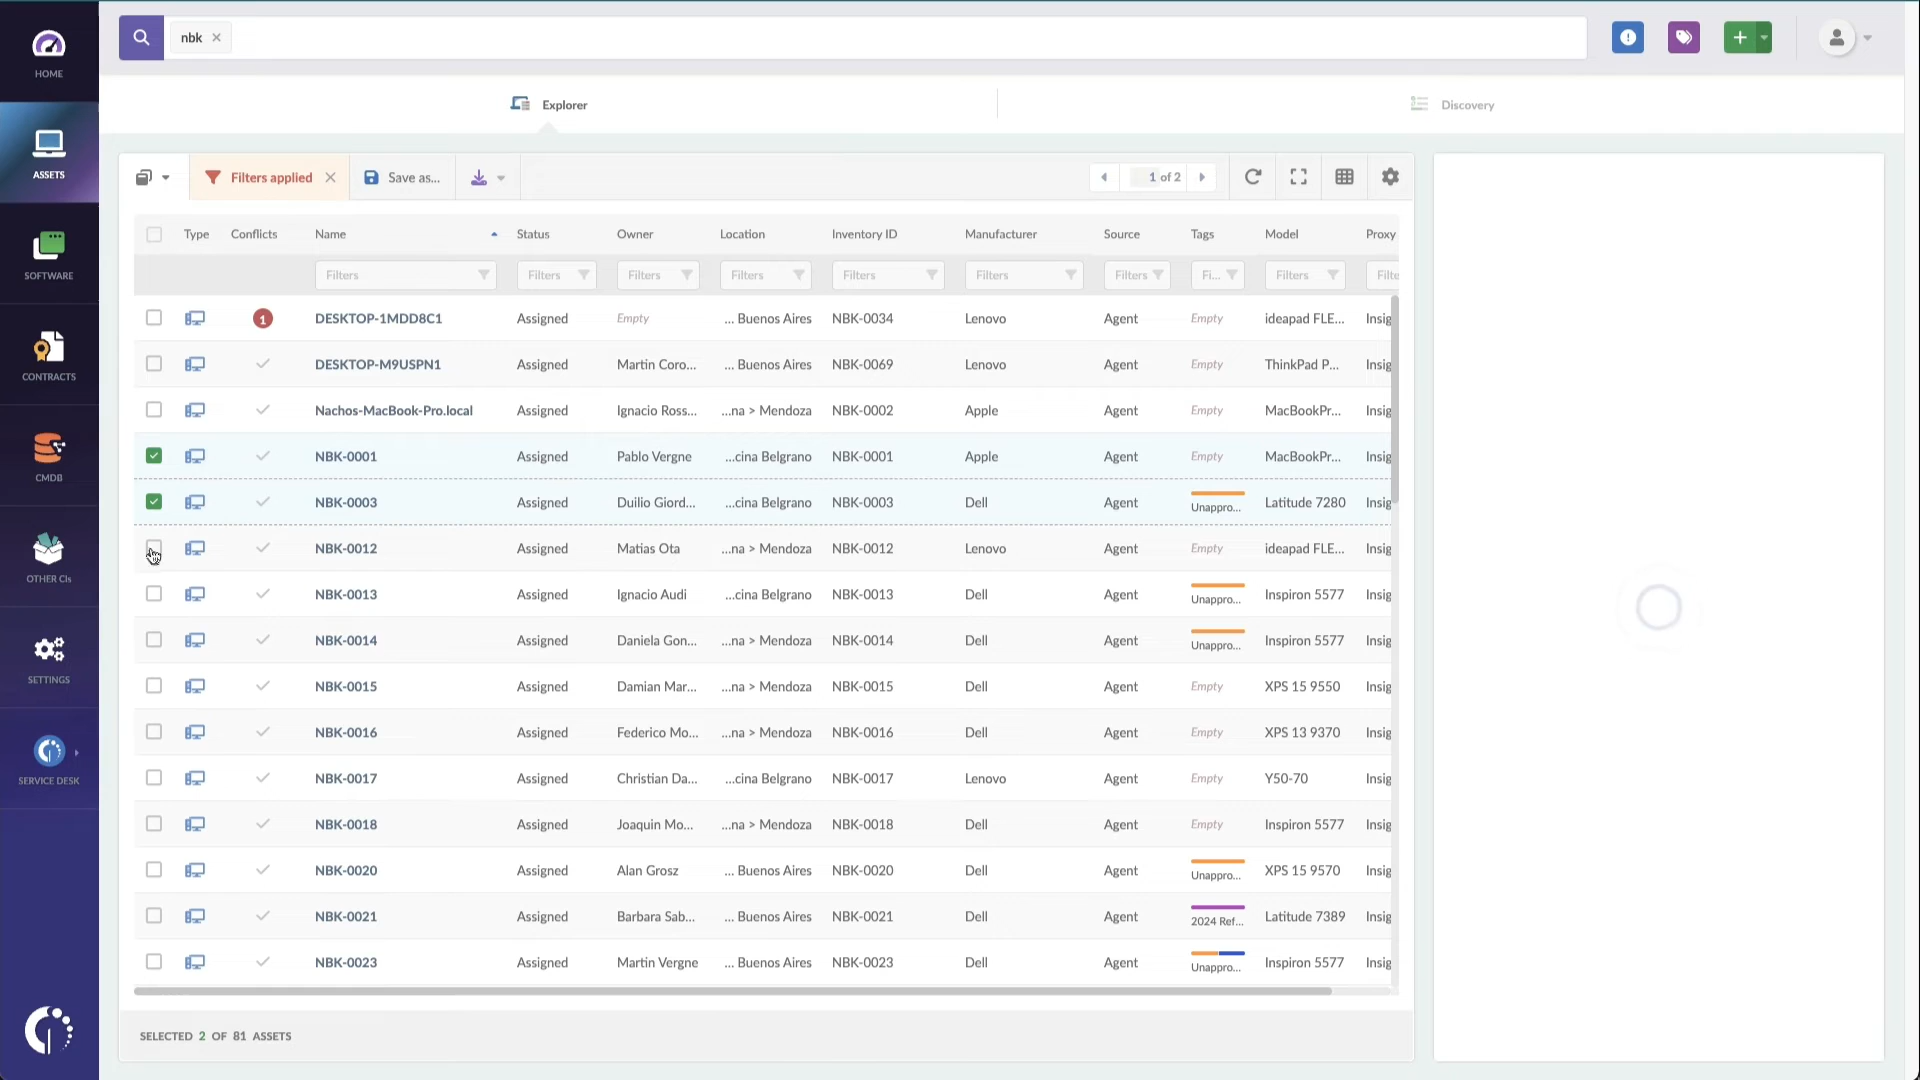 nbk
HOME
ASSETS
SOFTWARE
CONTRACTS
CMDB
OTHER CIs
SETTINGS
SERVICE DESK
Explorer
Discovery
Filters applied
Save as...
1 of 2
Type Conflicts Name Status Owner Location Inventory ID Manufacturer Source Tags Model Proxy
Filters Filters Filters Filters Filters Filters Filters Fi... Filters Filte
1 DESKTOP-1MDD8C1 Assigned Empty ... Buenos Aires NBK-0034 Lenovo Agent Empty ideapad FLE... Insig
DESKTOP-M9USPN1 Assigned Martin Coro... ... Buenos Aires NBK-0069 Lenovo Agent Empty ThinkPad P... Insig
Nachos-MacBook-Pro.local Assigned Ignacio Ross... ...na > Mendoza NBK-0002 Apple Agent Empty MacBookPr... Insig
NBK-0001 Assigned Pablo Vergne ...cina Belgrano NBK-0001 Apple Agent Empty MacBookPr... Insig
NBK-0003 Assigned Duilio Giord... ...cina Belgrano NBK-0003 Dell Agent Unappro... Latitude 7280 Insig
NBK-0012 Assigned Matias Ota ...na > Mendoza NBK-0012 Lenovo Agent Empty ideapad FLE... Insig
NBK-0013 Assigned Ignacio Audi ...cina Belgrano NBK-0013 Dell Agent Unappro... Inspiron 5577 Insig
NBK-0014 Assigned Daniela Gon... ...na > Mendoza NBK-0014 Dell Agent Unappro... Inspiron 5577 Insig
NBK-0015 Assigned Damian Mar... ...na > Mendoza NBK-0015 Dell Agent Empty XPS 15 9550 Insig
NBK-0016 Assigned Federico Mo... ...na > Mendoza NBK-0016 Dell Agent Empty XPS 13 9370 Insig
NBK-0017 Assigned Christian Da... ...cina Belgrano NBK-0017 Lenovo Agent Empty Y50-70 Insig
NBK-0018 Assigned Joaquin Mo... ...na > Mendoza NBK-0018 Dell Agent Empty Inspiron 5577 Insig
NBK-0020 Assigned Alan Grosz ... Buenos Aires NBK-0020 Dell Agent Unappro... XPS 15 9570 Insig
NBK-0021 Assigned Barbara Sab... ... Buenos Aires NBK-0021 Dell Agent 2024 Ref... Latitude 7389 Insig
NBK-0023 Assigned Martin Vergne ... Buenos Aires NBK-0023 Dell Agent Unappro... Inspiron 5577 Insig
SELECTED 2 OF 81 ASSETS